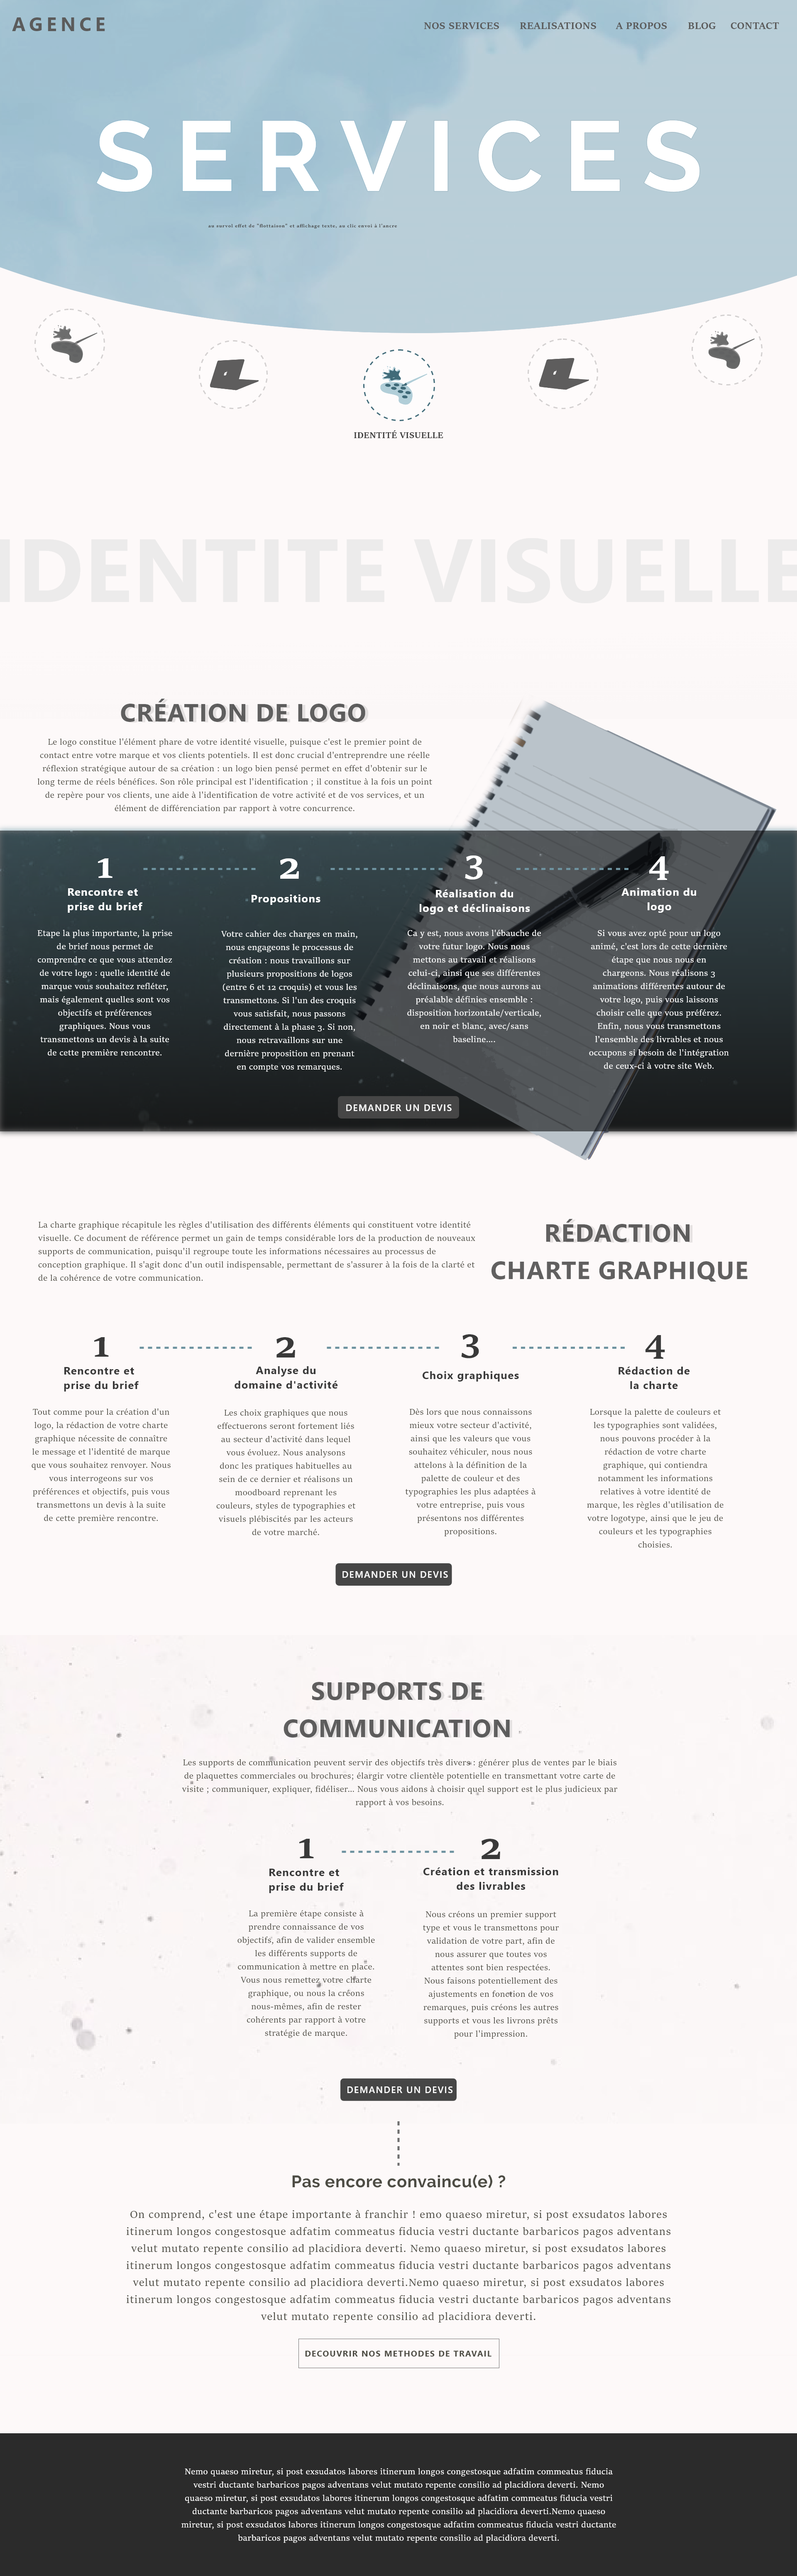 AGENCE
NOS SERVICES REALISATIONS A PROPOS BLOG CONTACT
SERVICES
au survol effet de "flottaison" et affichage texte, au clic envoi à l'ancre
IDENTITÉ VISUELLE
IDENTITE VISUELLE
CRÉATION DE LOGO
Le logo constitue l'élément phare de votre identité visuelle, puisque c'est le premier point de
contact entre votre marque et vos clients potentiels. Il est donc crucial d'entreprendre une réelle
réflexion stratégique autour de sa création : un logo bien pensé permet en effet d'obtenir sur le
long terme de réels bénéfices. Son rôle principal est l'identification ; il constitue à la fois un point
de repère pour vos clients, une aide à l'identification de votre activité et de vos services, et un
élément de différenciation par rapport à votre concurrence.
1
Rencontre et
prise du brief
Etape la plus importante, la prise
de brief nous permet de
comprendre ce que vous attendez
de votre logo : quelle identité de
marque vous souhaitez refléter,
mais également quelles sont vos
objectifs et préférences
graphiques. Nous vous
transmettons un devis à la suite
de cette première rencontre.
2
Propositions
Votre cahier des charges en main,
nous engageons le processus de
création : nous travaillons sur
plusieurs propositions de logos
(entre 6 et 12 croquis) et vous les
transmettons. Si l'un des croquis
vous satisfait, nous passons
directement à la phase 3. Si non,
nous retravaillons sur une
dernière proposition en prenant
en compte vos remarques.
3
Réalisation du
logo et déclinaisons
Ca y est, nous avons l'ébauche de
votre futur logo. Nous nous
mettons au travail et réalisons
celui-ci, ainsi que ses différentes
déclinaisons, que nous aurons au
préalable définies ensemble :
disposition horizontale/verticale,
en noir et blanc, avec/sans
baseline....
4
Animation du
logo
Si vous avez opté pour un logo
animé, c'est lors de cette dernière
étape que nous nous en
chargeons. Nous réalisons 3
animations différentes autour de
votre logo, puis vous laissons
choisir celle que vous préférez.
Enfin, nous vous transmettons
l'ensemble des livrables et nous
occupons si besoin de l'intégration
de ceux-ci à votre site Web.
DEMANDER UN DEVIS
La charte graphique récapitule les règles d'utilisation des différents éléments qui constituent votre identité
visuelle. Ce document de référence permet un gain de temps considérable lors de la production de nouveaux
supports de communication, puisqu'il regroupe toute les informations nécessaires au processus de
conception graphique. Il s'agit donc d'un outil indispensable, permettant de s'assurer à la fois de la clarté et
de la cohérence de votre communication.
RÉDACTION
CHARTE GRAPHIQUE
1
Rencontre et
prise du brief
Tout comme pour la création d'un
logo, la rédaction de votre charte
graphique nécessite de connaître
le message et l'identité de marque
que vous souhaitez renvoyer. Nous
vous interrogeons sur vos
préférences et objectifs, puis vous
transmettons un devis à la suite
de cette première rencontre.
2
Analyse du
domaine d'activité
Les choix graphiques que nous
effectuerons seront fortement liés
au secteur d'activité dans lequel
vous évoluez. Nous analysons
donc les pratiques habituelles au
sein de ce dernier et réalisons un
moodboard reprenant les
couleurs, styles de typographies et
visuels plébiscités par les acteurs
de votre marché.
3
Choix graphiques
Dès lors que nous connaissons
mieux votre secteur d'activité,
ainsi que les valeurs que vous
souhaitez véhiculer, nous nous
attelons à la définition de la
palette de couleur et des
typographies les plus adaptées à
votre entreprise, puis vous
présentons nos différentes
propositions.
4
Rédaction de
la charte
Lorsque la palette de couleurs et
les typographies sont validées,
nous pouvons procéder à la
rédaction de votre charte
graphique, qui contiendra
notamment les informations
relatives à votre identité de
marque, les règles d'utilisation de
votre logotype, ainsi que le jeu de
couleurs et les typographies
choisies.
DEMANDER UN DEVIS
SUPPORTS DE
COMMUNICATION
Les supports de communication peuvent servir des objectifs très divers : générer plus de ventes par le biais
de plaquettes commerciales ou brochures; élargir votre clientèle potentielle en transmettant votre carte de
visite ; communiquer, expliquer, fidéliser... Nous vous aidons à choisir quel support est le plus judicieux par
rapport à vos besoins.
1
Rencontre et
prise du brief
La première étape consiste à
prendre connaissance de vos
objectifs, afin de valider ensemble
les différents supports de
communication à mettre en place.
Vous nous remettez votre charte
graphique, ou nous la créons
nous-mêmes, afin de rester
cohérents par rapport à votre
stratégie de marque.
2
Création et transmission
des livrables
Nous créons un premier support
type et vous le transmettons pour
validation de votre part, afin de
nous assurer que toutes vos
attentes sont bien respectées.
Nous faisons potentiellement des
ajustements en fonction de vos
remarques, puis créons les autres
supports et vous les livrons prêts
pour l'impression.
DEMANDER UN DEVIS
Pas encore convaincu(e) ?
On comprend, c'est une étape importante à franchir ! emo quaeso miretur, si post exsudatos labores
itinerum longos congestosque adfatim commeatus fiducia vestri ductante barbaricos pagos adventans
velut mutato repente consilio ad placidiora deverti. Nemo quaeso miretur, si post exsudatos labores
itinerum longos congestosque adfatim commeatus fiducia vestri ductante barbaricos pagos adventans
velut mutato repente consilio ad placidiora deverti.Nemo quaeso miretur, si post exsudatos labores
itinerum longos congestosque adfatim commeatus fiducia vestri ductante barbaricos pagos adventans
velut mutato repente consilio ad placidiora deverti.
DECOUVRIR NOS METHODES DE TRAVAIL
Nemo quaeso miretur, si post exsudatos labores itinerum longos congestosque adfatim commeatus fiducia
vestri ductante barbaricos pagos adventans velut mutato repente consilio ad placidiora deverti. Nemo
quaeso miretur, si post exsudatos labores itinerum longos congestosque adfatim commeatus fiducia vestri
ductante barbaricos pagos adventans velut mutato repente consilio ad placidiora deverti.Nemo quaeso
miretur, si post exsudatos labores itinerum longos congestosque adfatim commeatus fiducia vestri ductante
barbaricos pagos adventans velut mutato repente consilio ad placidiora deverti.